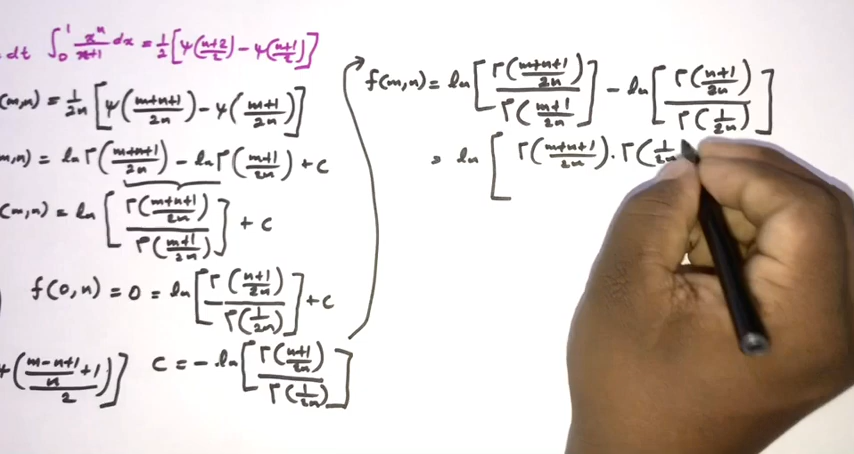 . dt ∫₀¹ xⁿ/(x+1) dx = 1/2 [ψ((n+2)/2) - ψ((n+1)/2)]
(m,n) = 1/2n [ψ((m+n+1)/2n) - ψ((m+1)/2n)]
m,n) = ln Γ((m+n+1)/2n) - ln Γ((m+1)/2n) + C
(m,n) = ln [Γ((m+n+1)/2n) / Γ((m+1)/2n)] + C
f(0,n) = 0 = ln [Γ((n+1)/2n) / Γ(1/2n)] + C
+ (((m-n+1)/n + 1)/2)] C = - ln [Γ((n+1)/2n) / Γ(1/2n)]
f(m,n) = ln [Γ((m+n+1)/2n) / Γ((m+1)/2n)] - ln [Γ((n+1)/2n) / Γ(1/2n)]
= ln [Γ((m+n+1)/2n) . Γ(1/2n